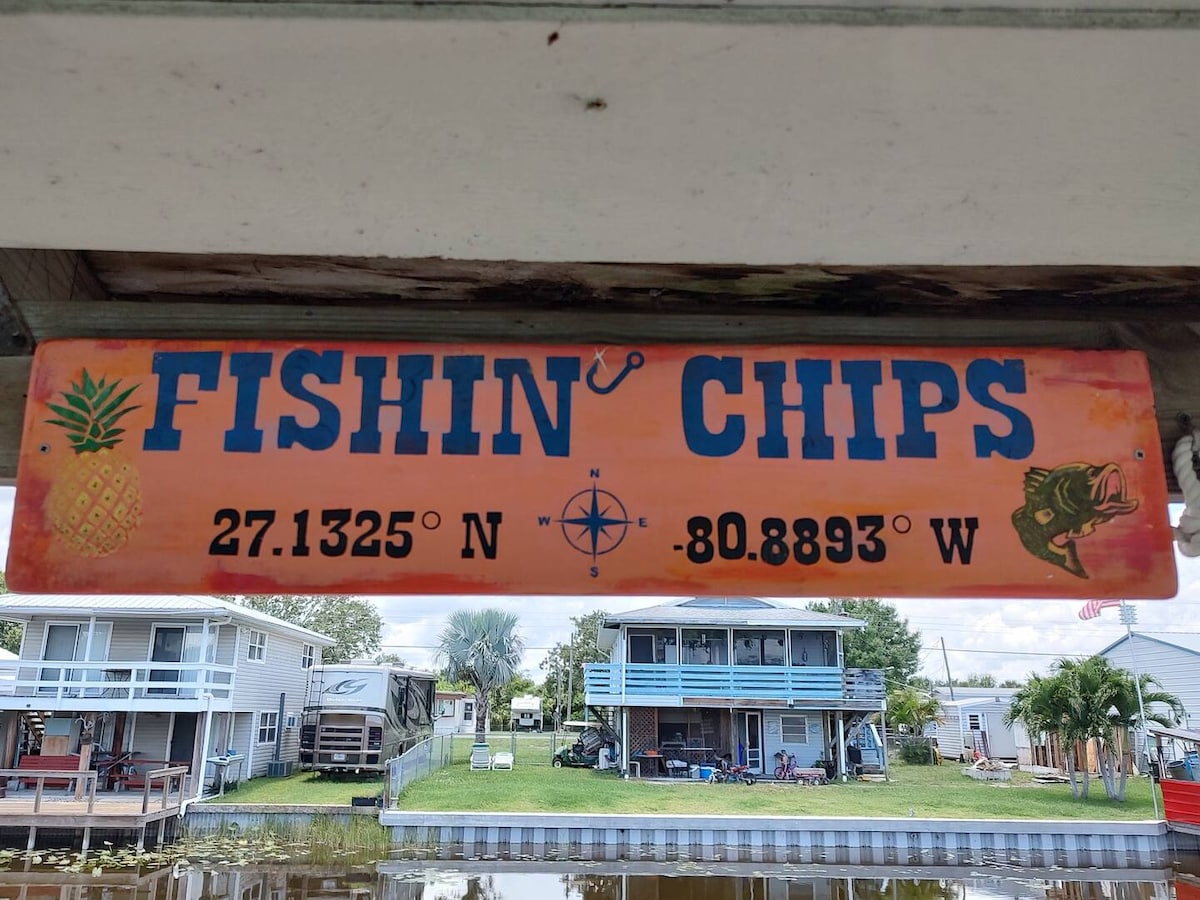 FISHIN' CHIPS
N
27.1325° N W E -80.8893° W
S